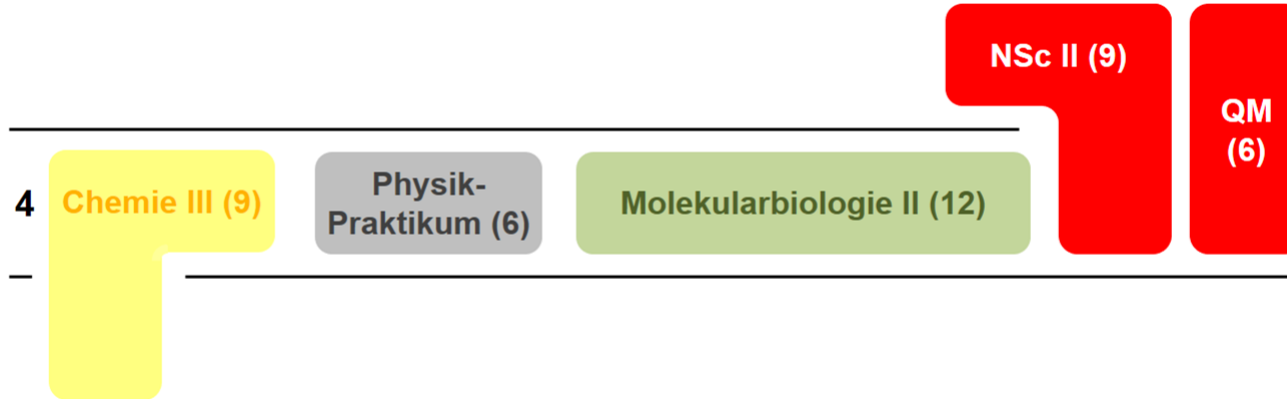 NSc II (9)
QM
(6)
4
Chemie III (9)
Physik-
Praktikum (6)
Molekularbiologie II (12)